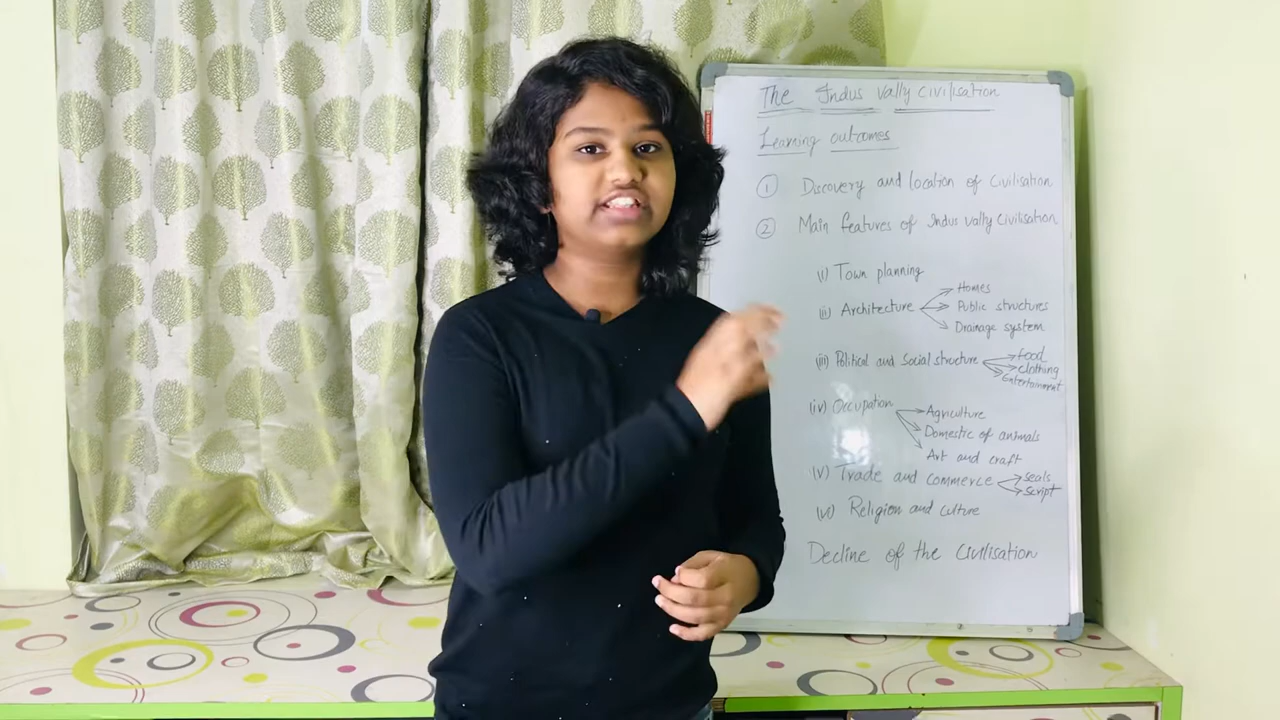 The Indus Vally Civilisation
Learning outcomes
① Discovery and location of Civilisation
② Main features of Indus Vally Civilisation
(i) Town planning
(ii) Architecture
Homes
Public structures
Drainage system
(iii) Political and Social structure
food
clothing
Entertainment
(iv) Occupation
Agriculture
Domestic of animals
Art and craft
(v) Trade and commerce
seals
script
(vi) Religion and culture
Decline of the Civilisation